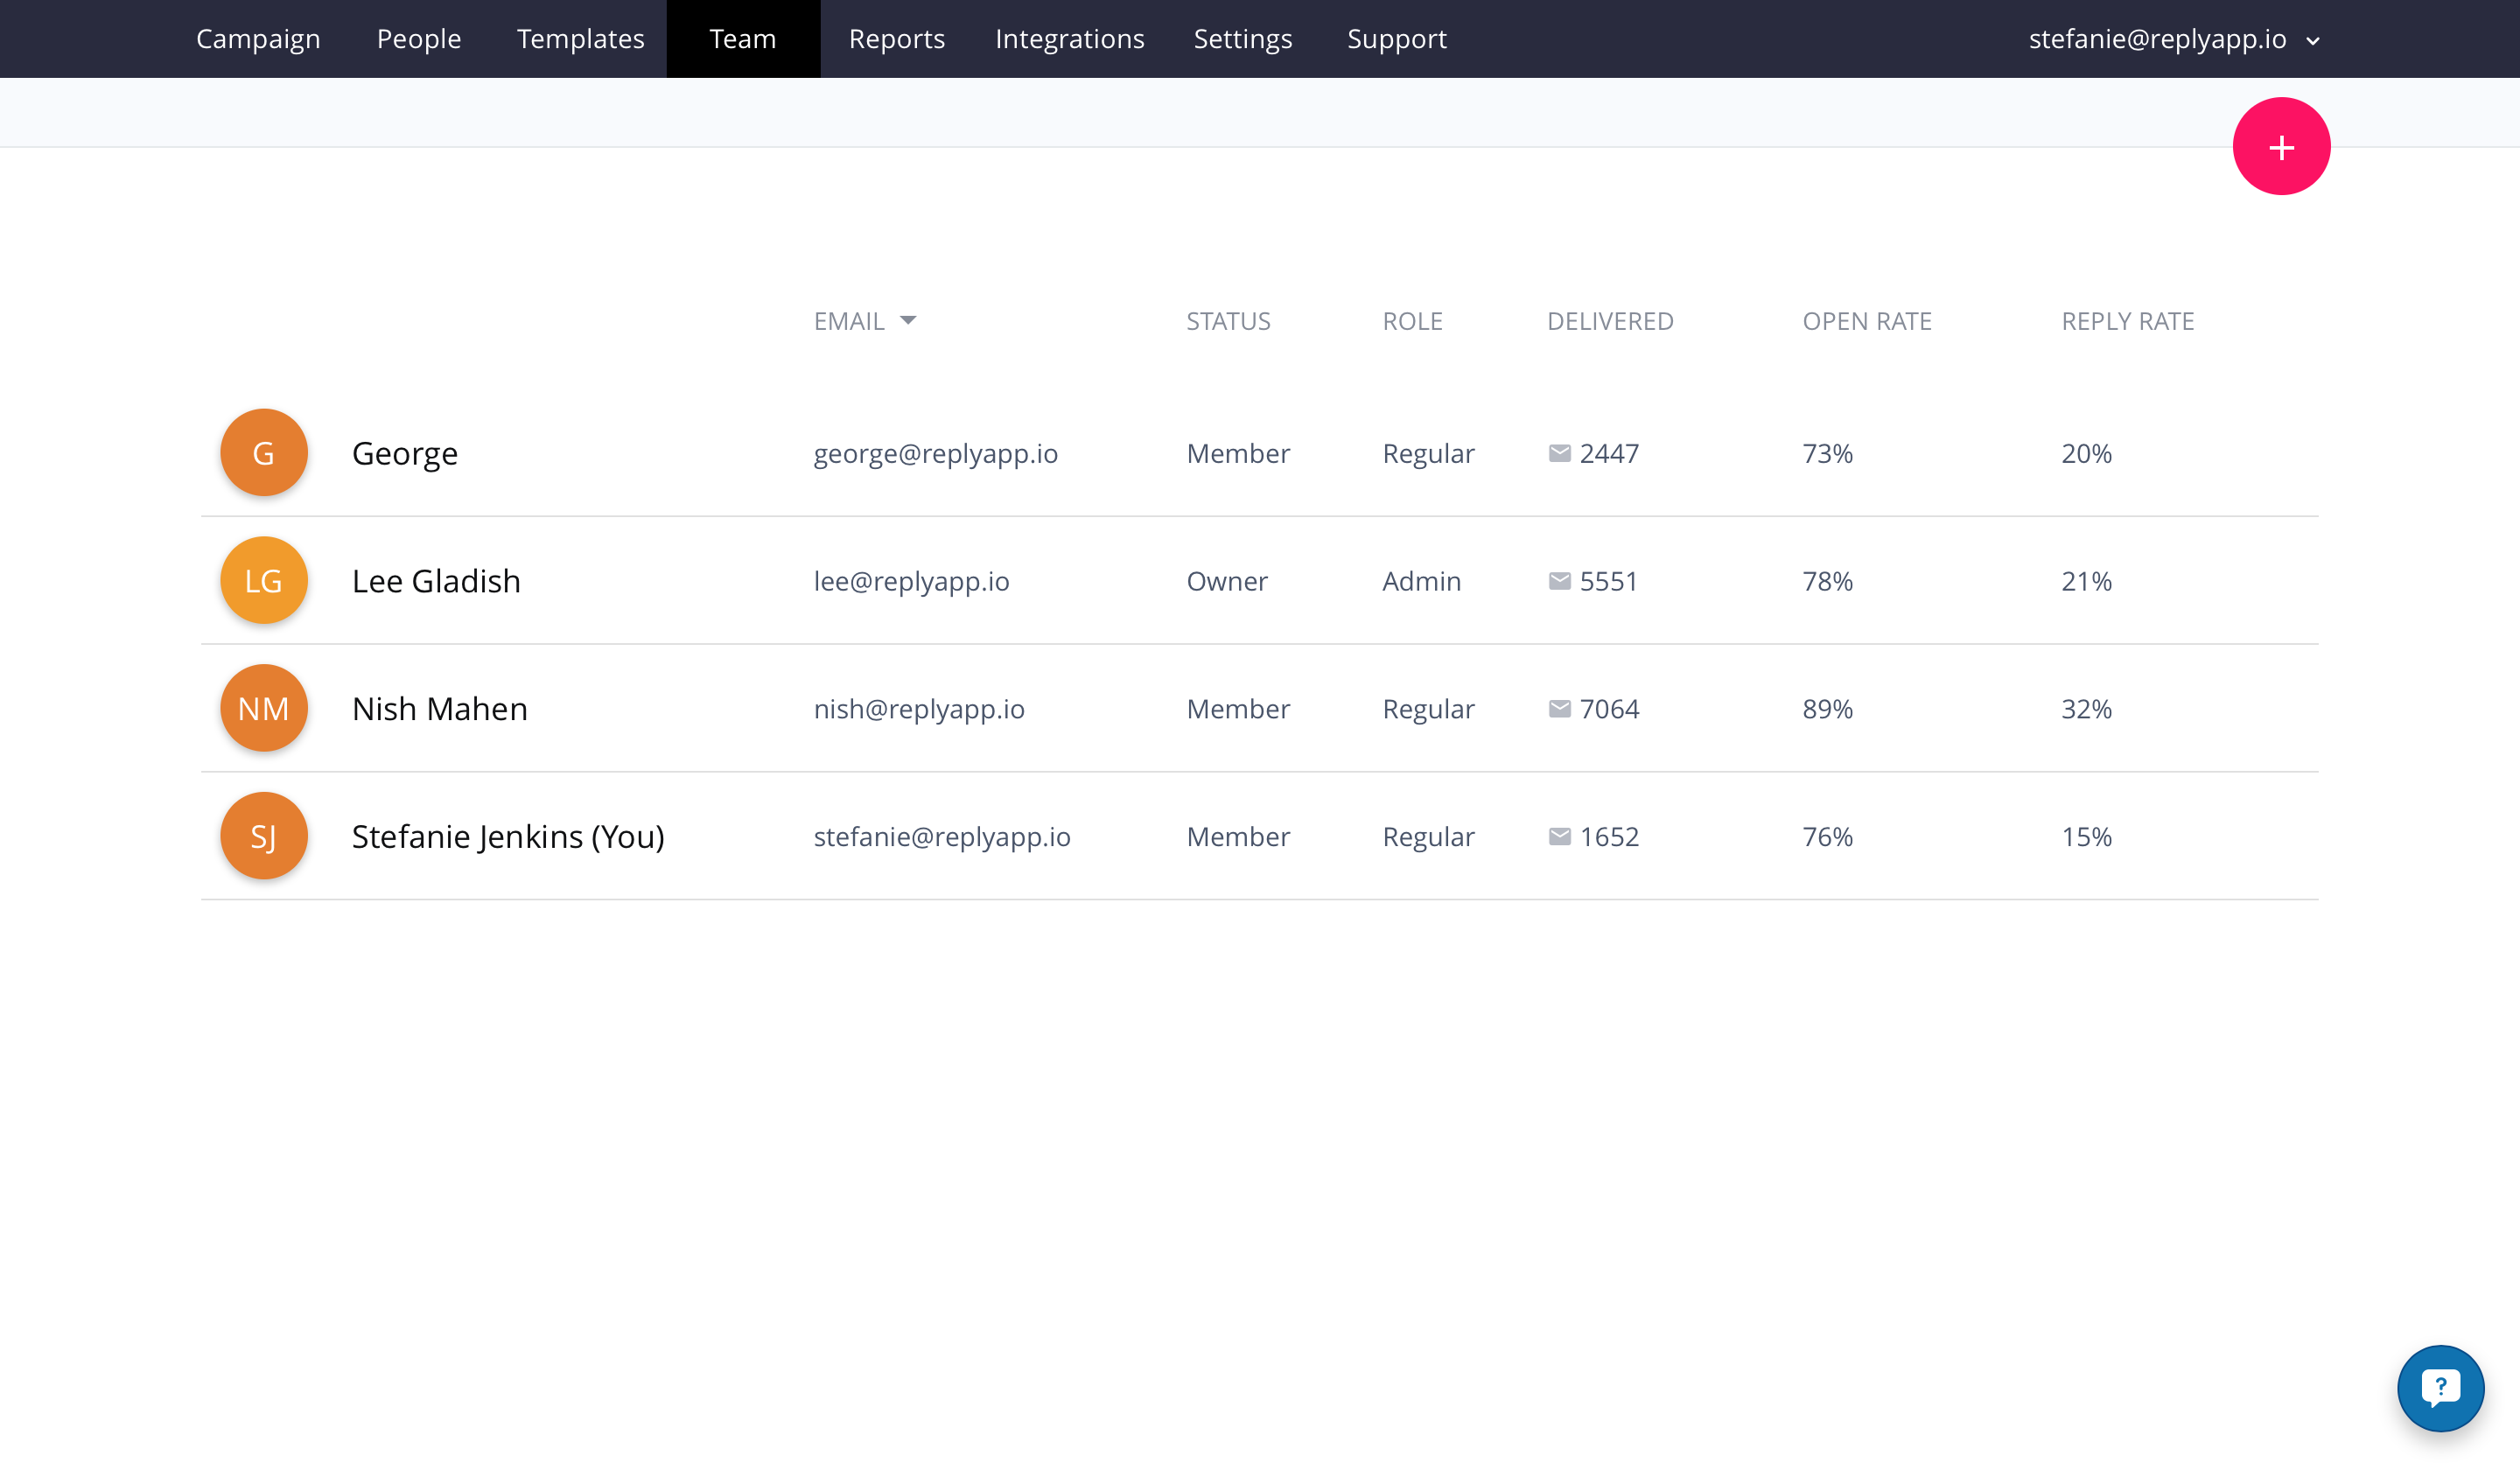 Campaign People Templates Team Reports Integrations Settings Support stefanie@replyapp.io
EMAIL STATUS ROLE DELIVERED OPEN RATE REPLY RATE
G George george@replyapp.io Member Regular 2447 73% 20%
LG Lee Gladish lee@replyapp.io Owner Admin 5551 78% 21%
NM Nish Mahen nish@replyapp.io Member Regular 7064 89% 32%
SJ Stefanie Jenkins (You) stefanie@replyapp.io Member Regular 1652 76% 15%
?